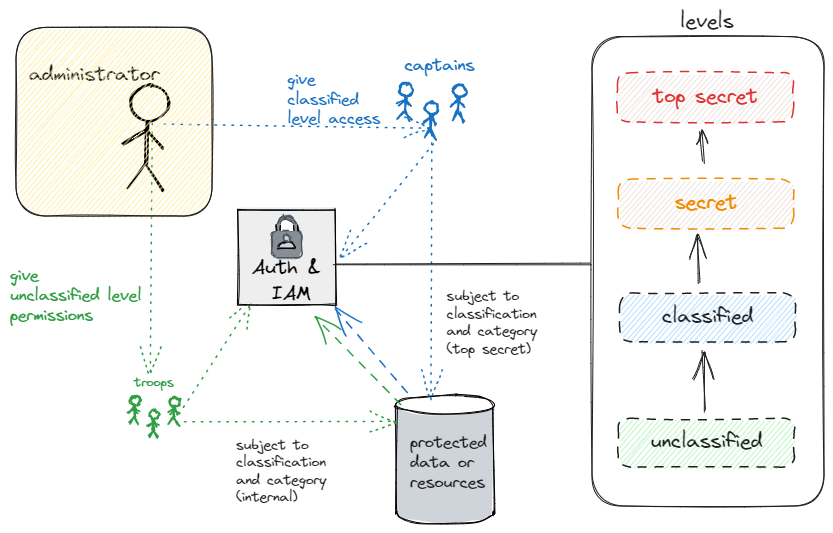 levels
administrator
captains
give
classified
level access
top secret
secret
Auth &
IAM
give
unclassified level
permissions
subject to
classification
and category
(top secret)
classified
troops
subject to
classification
and category
(internal)
protected
data or
resources
unclassified